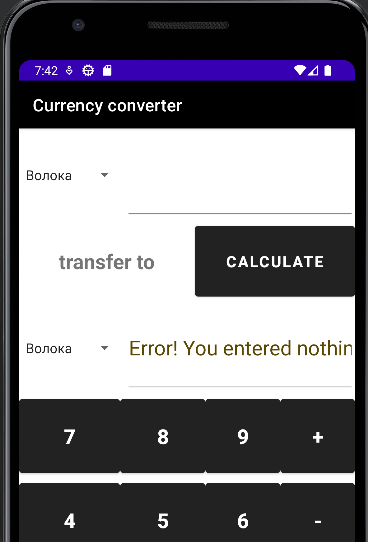 7:42
Currency converter
Волока
transfer to
CALCULATE
Волока
Error! You entered nothin
7 8 9 +
4 5 6 -